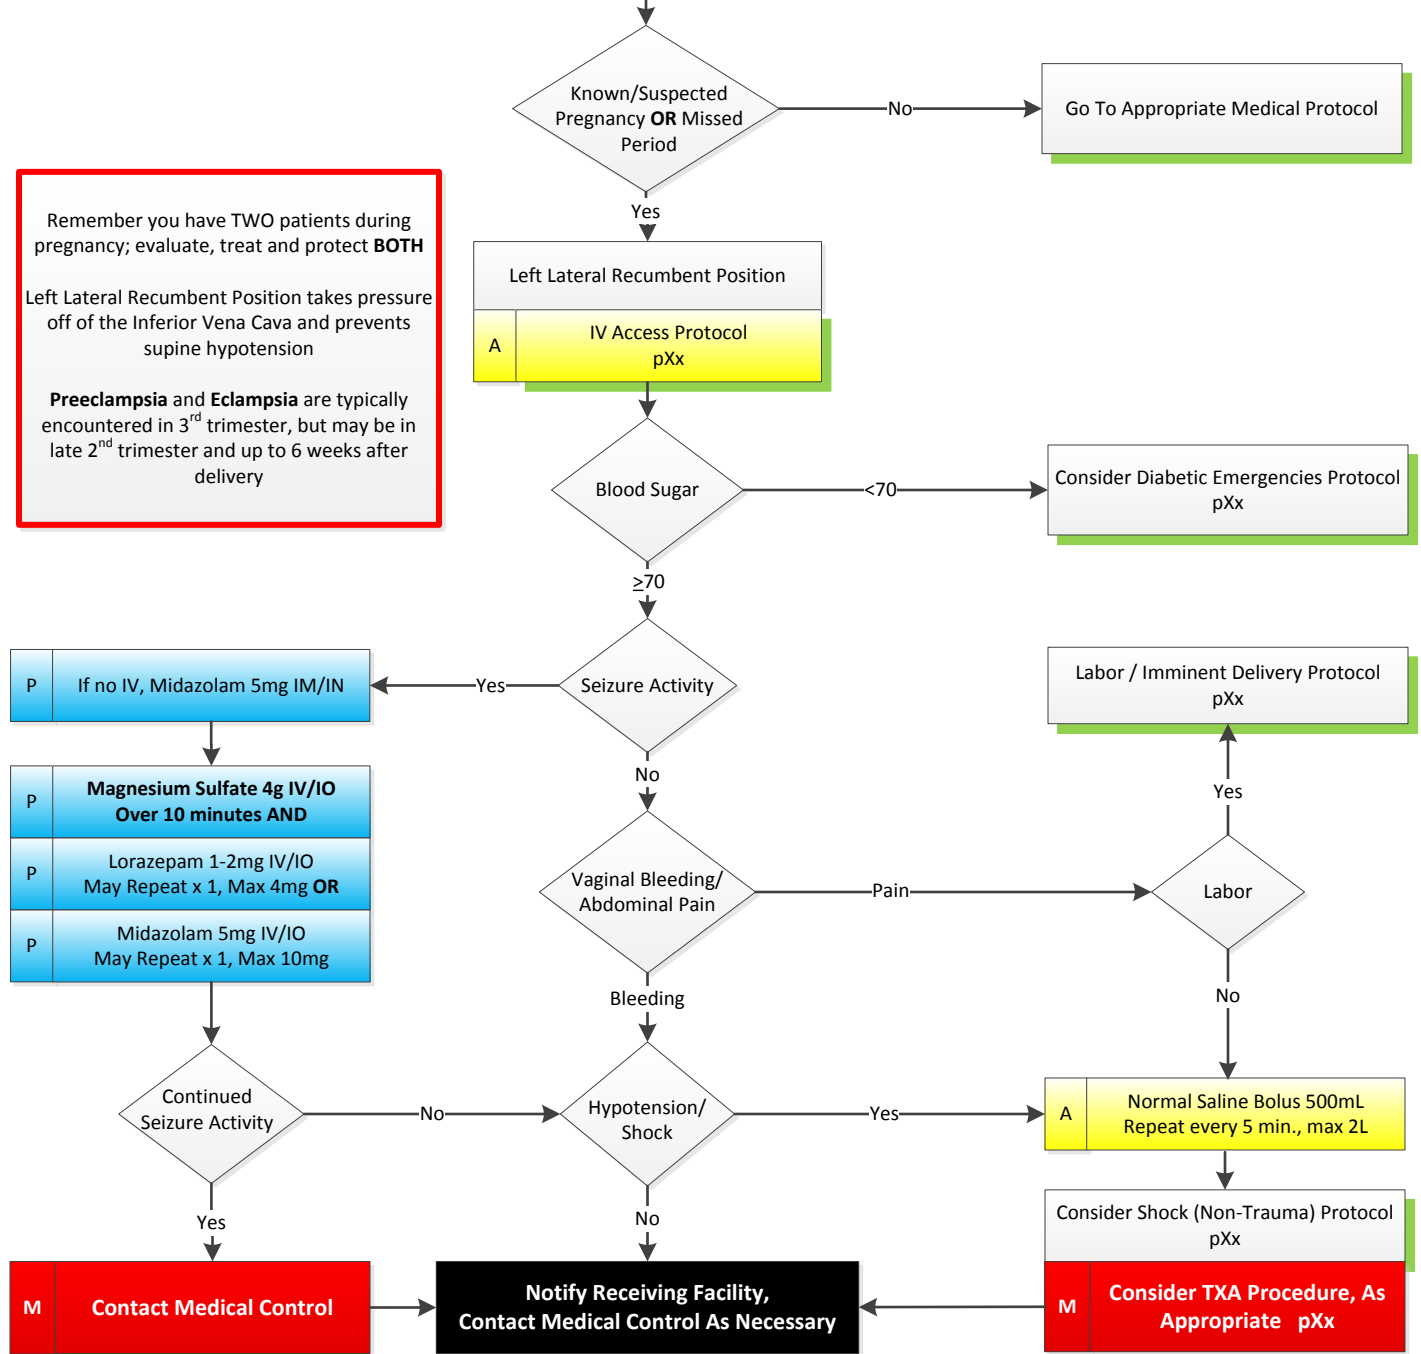 Known/Suspected
Pregnancy OR Missed
Period
No
Go To Appropriate Medical Protocol
Yes
Remember you have TWO patients during
pregnancy; evaluate, treat and protect BOTH
Left Lateral Recumbent Position takes pressure
off of the Inferior Vena Cava and prevents
supine hypotension
Preeclampsia and Eclampsia are typically
encountered in 3rd trimester, but may be in
late 2nd trimester and up to 6 weeks after
delivery
Left Lateral Recumbent Position
A
IV Access Protocol
pXx
Blood Sugar
<70
Consider Diabetic Emergencies Protocol
pXx
≥70
Seizure Activity
Yes
P
If no IV, Midazolam 5mg IM/IN
P
Magnesium Sulfate 4g IV/IO
Over 10 minutes AND
P
Lorazepam 1-2mg IV/IO
May Repeat x 1, Max 4mg OR
P
Midazolam 5mg IV/IO
May Repeat x 1, Max 10mg
No
Vaginal Bleeding/
Abdominal Pain
Pain
Labor
Yes
Labor / Imminent Delivery Protocol
pXx
No
Bleeding
Continued
Seizure Activity
No
Hypotension/
Shock
Yes
A
Normal Saline Bolus 500mL
Repeat every 5 min., max 2L
Consider Shock (Non-Trauma) Protocol
pXx
M
Consider TXA Procedure, As
Appropriate pXx
Yes
No
M
Contact Medical Control
Notify Receiving Facility,
Contact Medical Control As Necessary